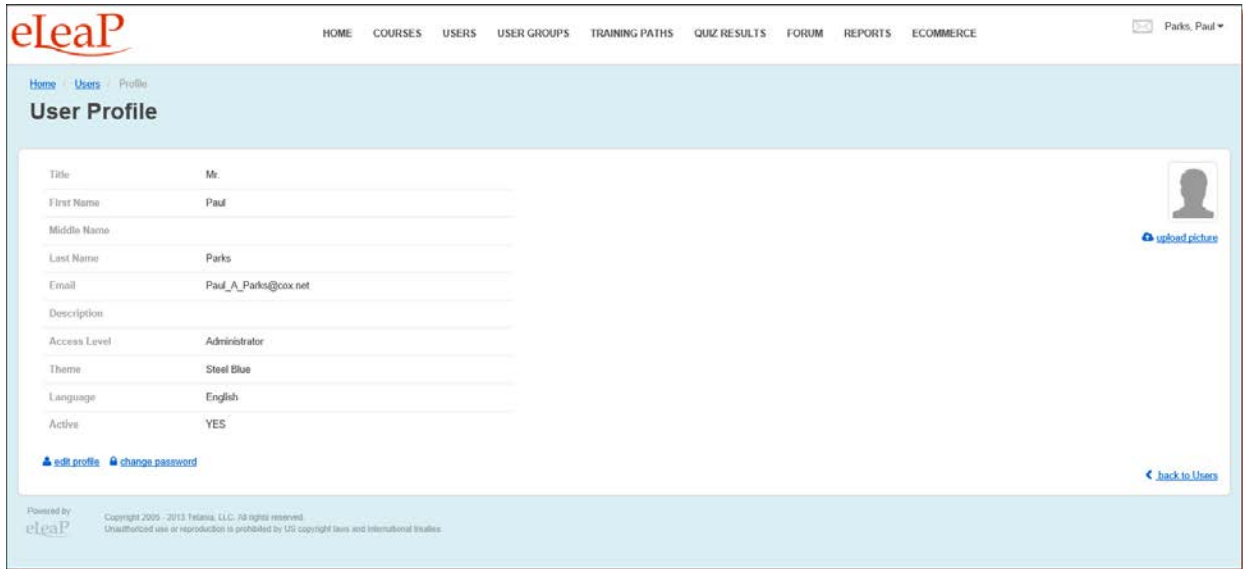 eLeaP
HOME COURSES USERS USER GROUPS TRAINING PATHS QUIZ RESULTS FORUM REPORTS ECOMMERCE
Parks, Paul
Home / Users / Profile
User Profile
Title Mr.
First Name Paul
Middle Name
Last Name Parks
Email Paul_A_Parks@cox.net
Description
Access Level Administrator
Theme Steel Blue
Language English
Active YES
upload picture
edit profile change password
back to Users
Powered by
eLeaP
Copyright 2005 - 2013 Telania, LLC. All rights reserved.
Unauthorized use or reproduction is prohibited by US copyright laws and international treaties.